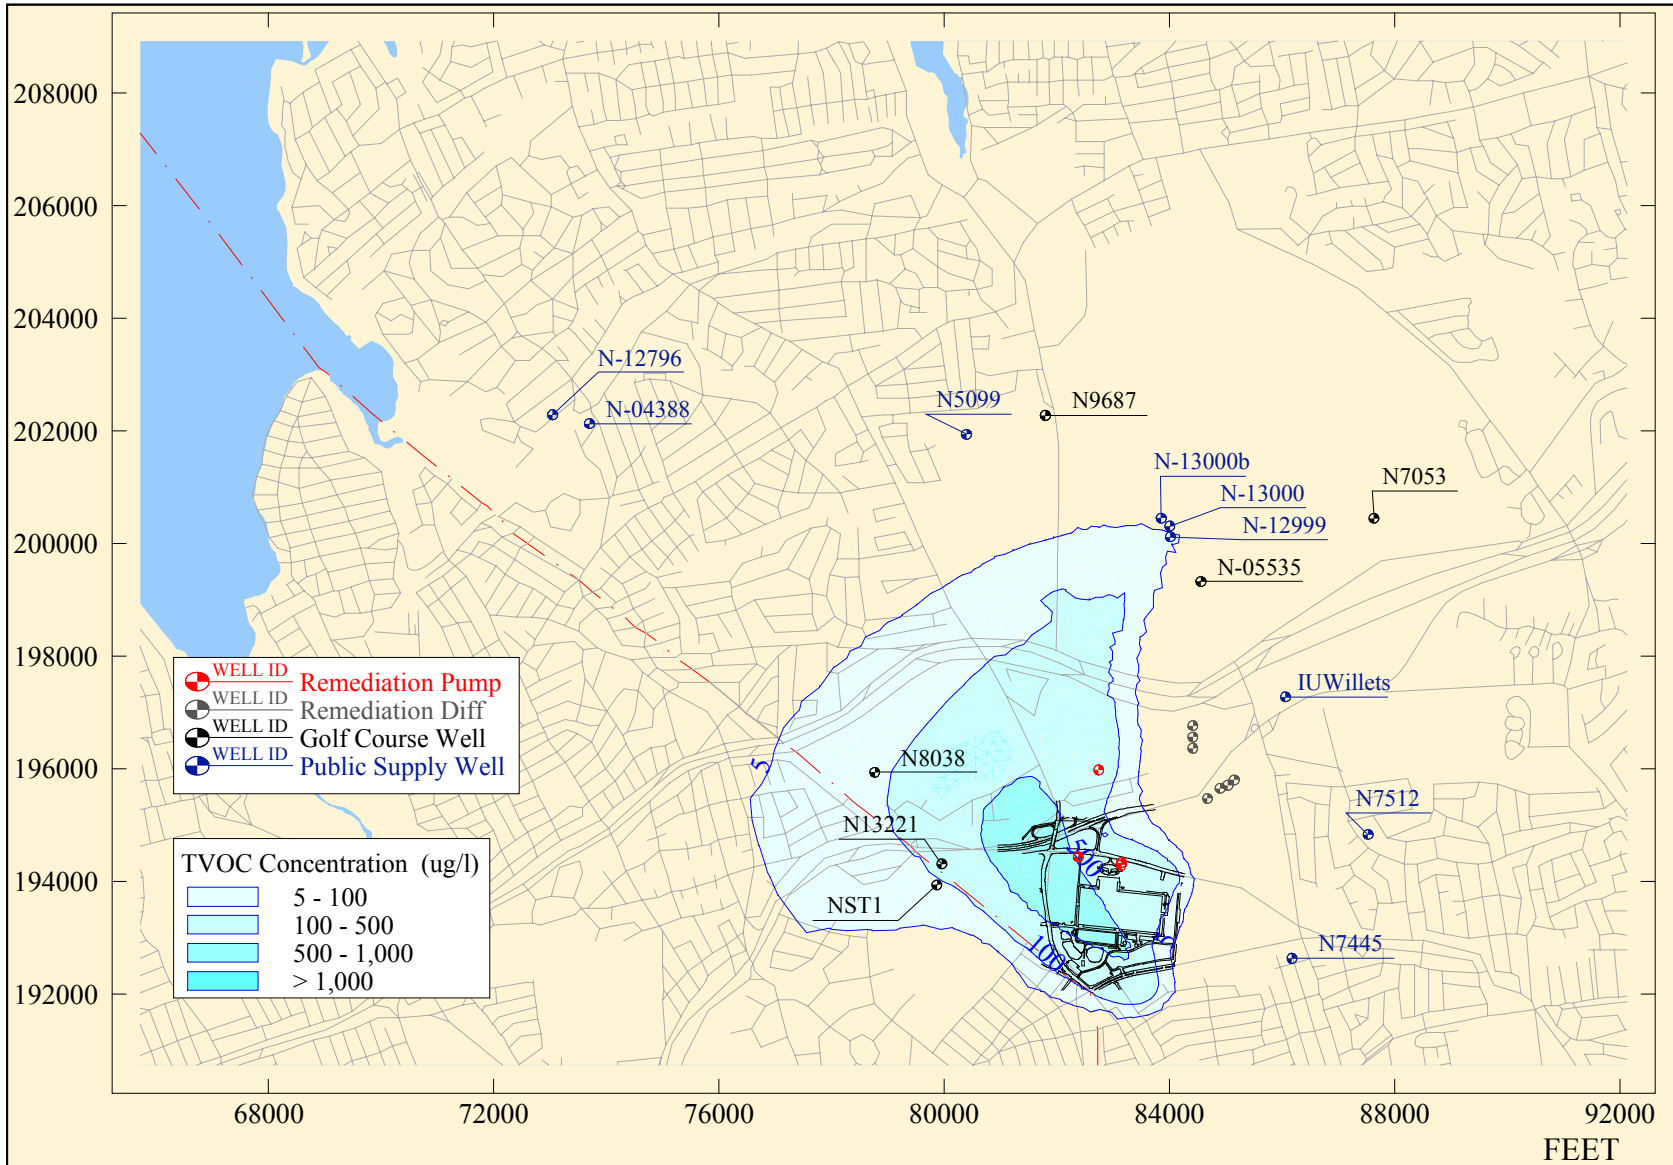 208000
206000
204000
202000
200000
198000
196000
194000
192000
N-12796
N-04388
N5099
N9687
N-13000b
N-13000
N-12999
N7053
N-05535
IUWillets
N8038
N13221
NST1
N7512
N7445
5
500
100
WELL ID Remediation Pump
WELL ID Remediation Diff
WELL ID Golf Course Well
WELL ID Public Supply Well
TVOC Concentration (ug/l)
5 - 100
100 - 500
500 - 1,000
> 1,000
68000 72000 76000 80000 84000 88000 92000
FEET